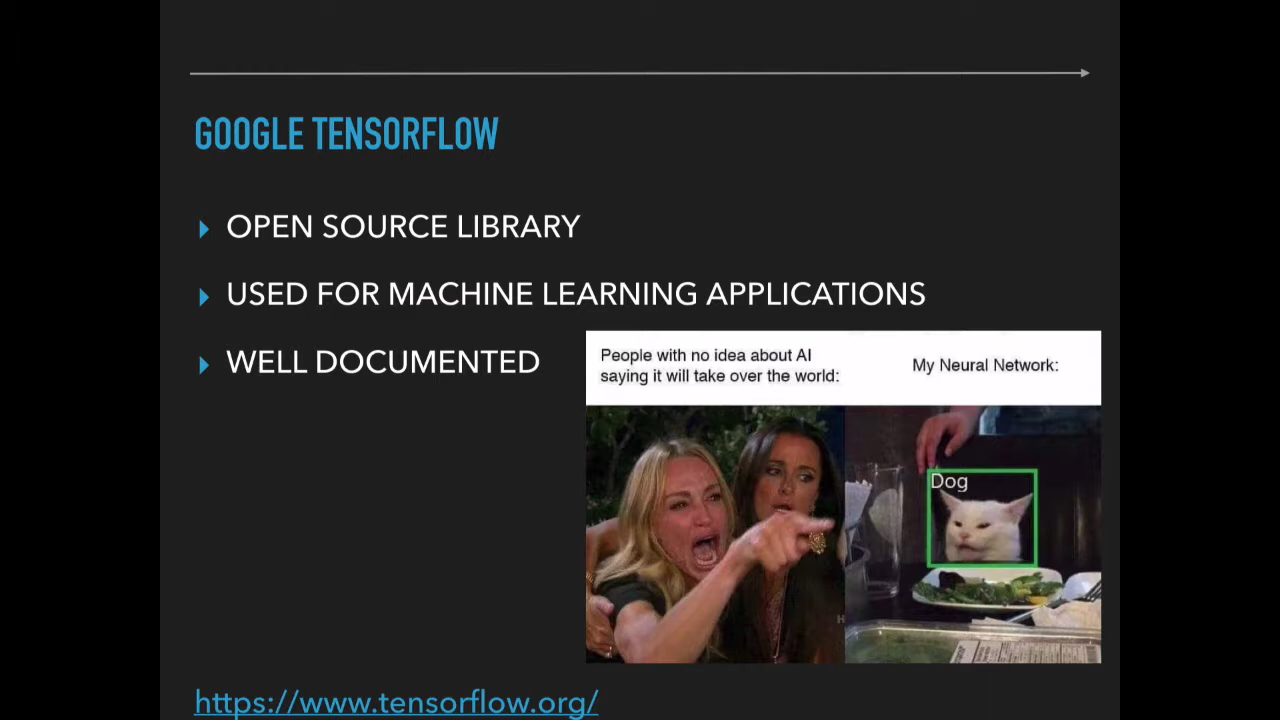 GOOGLE TENSORFLOW
OPEN SOURCE LIBRARY
USED FOR MACHINE LEARNING APPLICATIONS
WELL DOCUMENTED
People with no idea about AI
saying it will take over the world:
My Neural Network:
Dog
https://www.tensorflow.org/